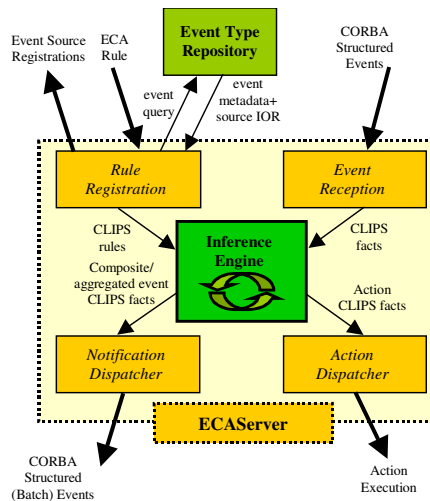 Event Source
Registrations
ECA
Rule
Event Type
Repository
CORBA
Structured
Events
event
query
event
metadata+
source IOR
Rule
Registration
Event
Reception
CLIPS
rules
Inference
Engine
CLIPS
facts
Composite/
aggregated event
CLIPS facts
Action
CLIPS facts
Notification
Dispatcher
Action
Dispatcher
ECAServer
CORBA
Structured
(Batch) Events
Action
Execution